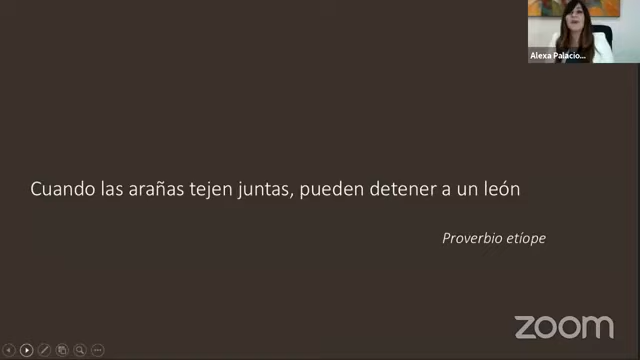 Alexa Palacio...
Cuando las arañas tejen juntas, pueden detener a un león
Proverbio etíope
zoom